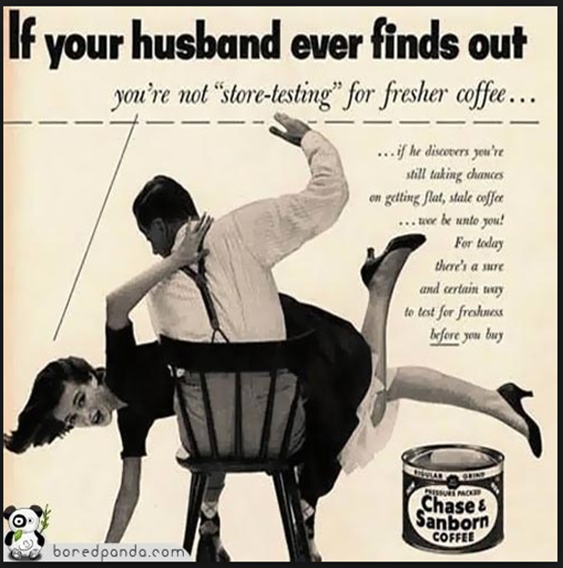 If your husband ever finds out
you're not "store-testing" for fresher coffee...
...if he discovers you're
still taking chances
on getting flat, stale coffee
...woe be unto you!
For today
there's a sure
and certain way
to test for freshness
before you buy
REGULAR GRIND
PRESSURE PACKED
Chase &
Sanborn
COFFEE
boredpanda.com